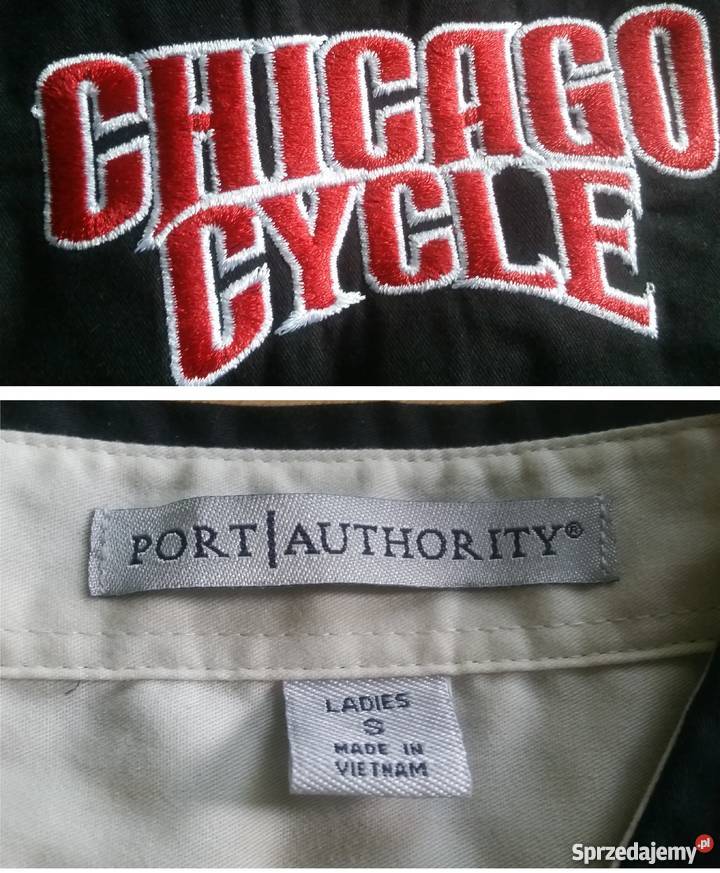 CHICAGO
CYCLE
PORT|AUTHORITY®
LADIES
S
MADE IN
VIETNAM
Sprzedajemy.pl